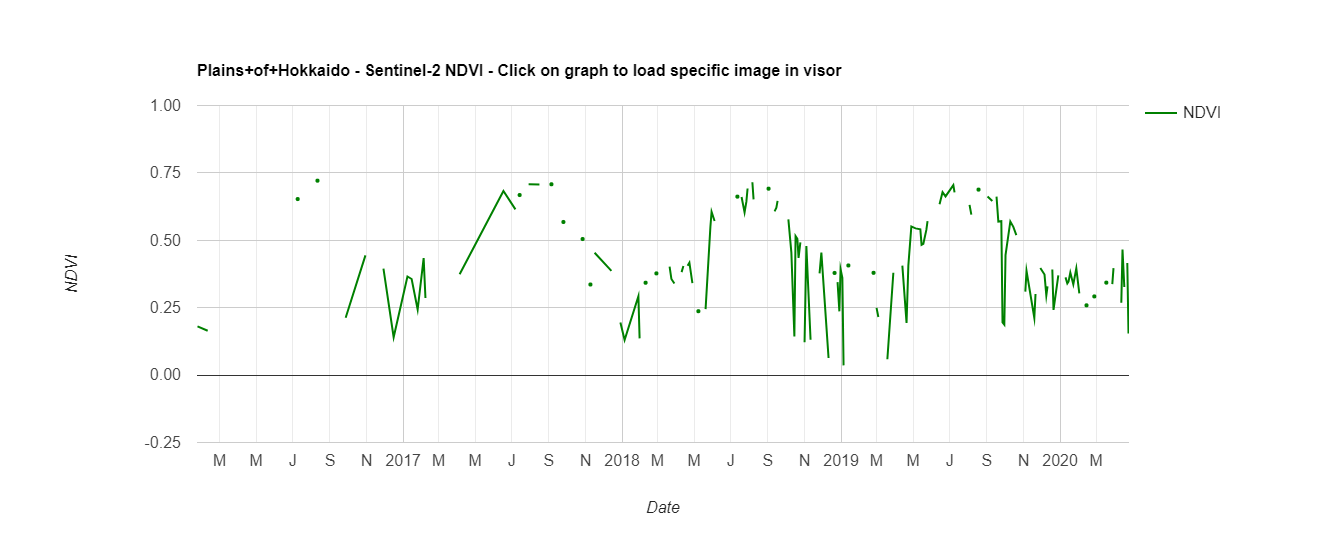 Plains+of+Hokkaido - Sentinel-2 NDVI - Click on graph to load specific image in visor
1.00
NDVI
0.75
0.50
NDVI
0.25
0.00
-0.25
M M J S N 2017 M M J S N 2018 M M J S N 2019 M M J S N 2020 M
Date